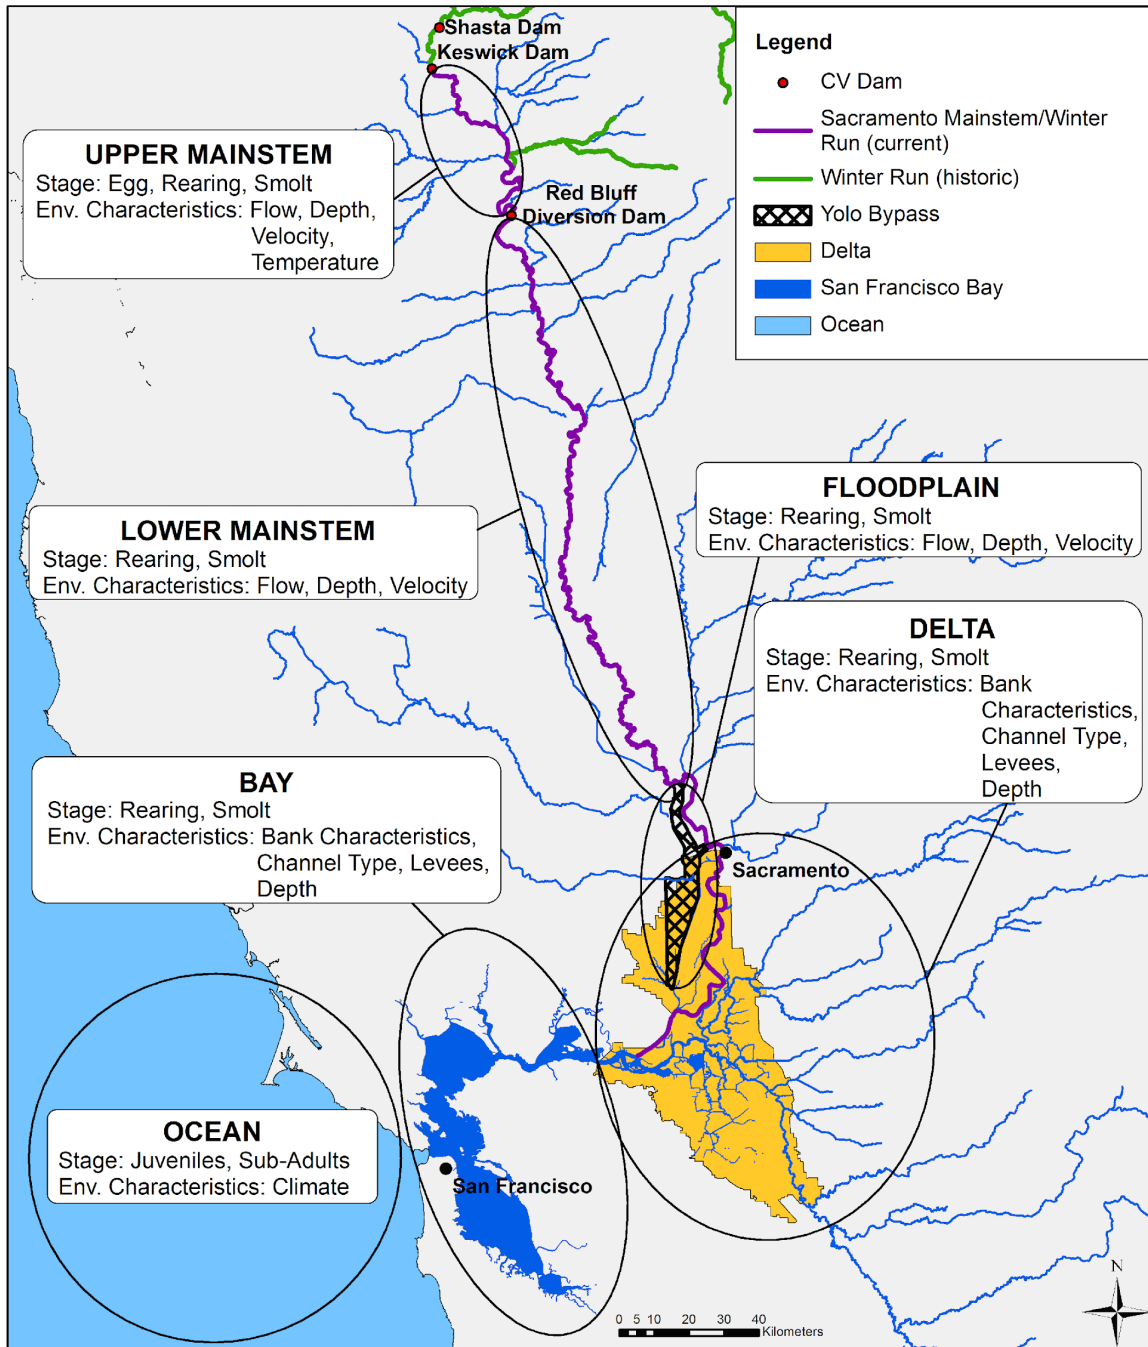 Shasta Dam
Keswick Dam
Legend
CV Dam
Sacramento Mainstem/Winter
Run (current)
Winter Run (historic)
Yolo Bypass
Delta
San Francisco Bay
Ocean
UPPER MAINSTEM
Stage: Egg, Rearing, Smolt
Env. Characteristics: Flow, Depth,
Velocity,
Temperature
Red Bluff
Diversion Dam
FLOODPLAIN
Stage: Rearing, Smolt
Env. Characteristics: Flow, Depth, Velocity
LOWER MAINSTEM
Stage: Rearing, Smolt
Env. Characteristics: Flow, Depth, Velocity
DELTA
Stage: Rearing, Smolt
Env. Characteristics: Bank
Characteristics,
Channel Type,
Levees,
Depth
BAY
Stage: Rearing, Smolt
Env. Characteristics: Bank Characteristics,
Channel Type, Levees,
Depth
Sacramento
OCEAN
Stage: Juveniles, Sub-Adults
Env. Characteristics: Climate
San Francisco
N
0 5 10 20 30 40
Kilometers